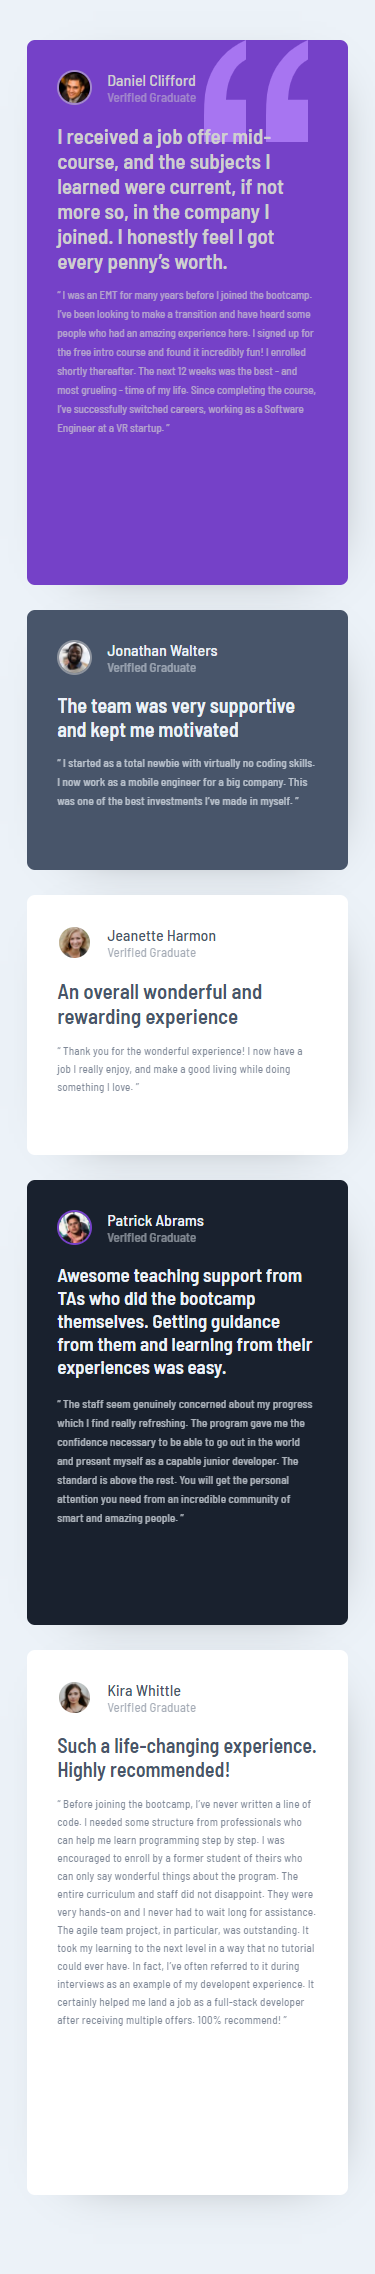 Daniel Clifford
Verified Graduate
I received a job offer mid-
course, and the subjects I
learned were current, if not
more so, in the company I
joined. I honestly feel I got
every penny’s worth.
“ I was an EMT for many years before I joined the bootcamp.
I’ve been looking to make a transition and have heard some
people who had an amazing experience here. I signed up for
the free intro course and found it incredibly fun! I enrolled
shortly thereafter. The next 12 weeks was the best - and
most grueling - time of my life. Since completing the course,
I’ve successfully switched careers, working as a Software
Engineer at a VR startup. ”
Jonathan Walters
Verified Graduate
The team was very supportive
and kept me motivated
“ I started as a total newbie with virtually no coding skills.
I now work as a mobile engineer for a big company. This
was one of the best investments I’ve made in myself. ”
Jeanette Harmon
Verified Graduate
An overall wonderful and
rewarding experience
“ Thank you for the wonderful experience! I now have a
job I really enjoy, and make a good living while doing
something I love. ”
Patrick Abrams
Verified Graduate
Awesome teaching support from
TAs who did the bootcamp
themselves. Getting guidance
from them and learning from their
experiences was easy.
“ The staff seem genuinely concerned about my progress
which I find really refreshing. The program gave me the
confidence necessary to be able to go out in the world
and present myself as a capable junior developer. The
standard is above the rest. You will get the personal
attention you need from an incredible community of
smart and amazing people. ”
Kira Whittle
Verified Graduate
Such a life-changing experience.
Highly recommended!
“ Before joining the bootcamp, I’ve never written a line of
code. I needed some structure from professionals who
can help me learn programming step by step. I was
encouraged to enroll by a former student of theirs who
can only say wonderful things about the program. The
entire curriculum and staff did not disappoint. They were
very hands-on and I never had to wait long for assistance.
The agile team project, in particular, was outstanding. It
took my learning to the next level in a way that no tutorial
could ever have. In fact, I’ve often referred to it during
interviews as an example of my developent experience. It
certainly helped me land a job as a full-stack developer
after receiving multiple offers. 100% recommend! ”